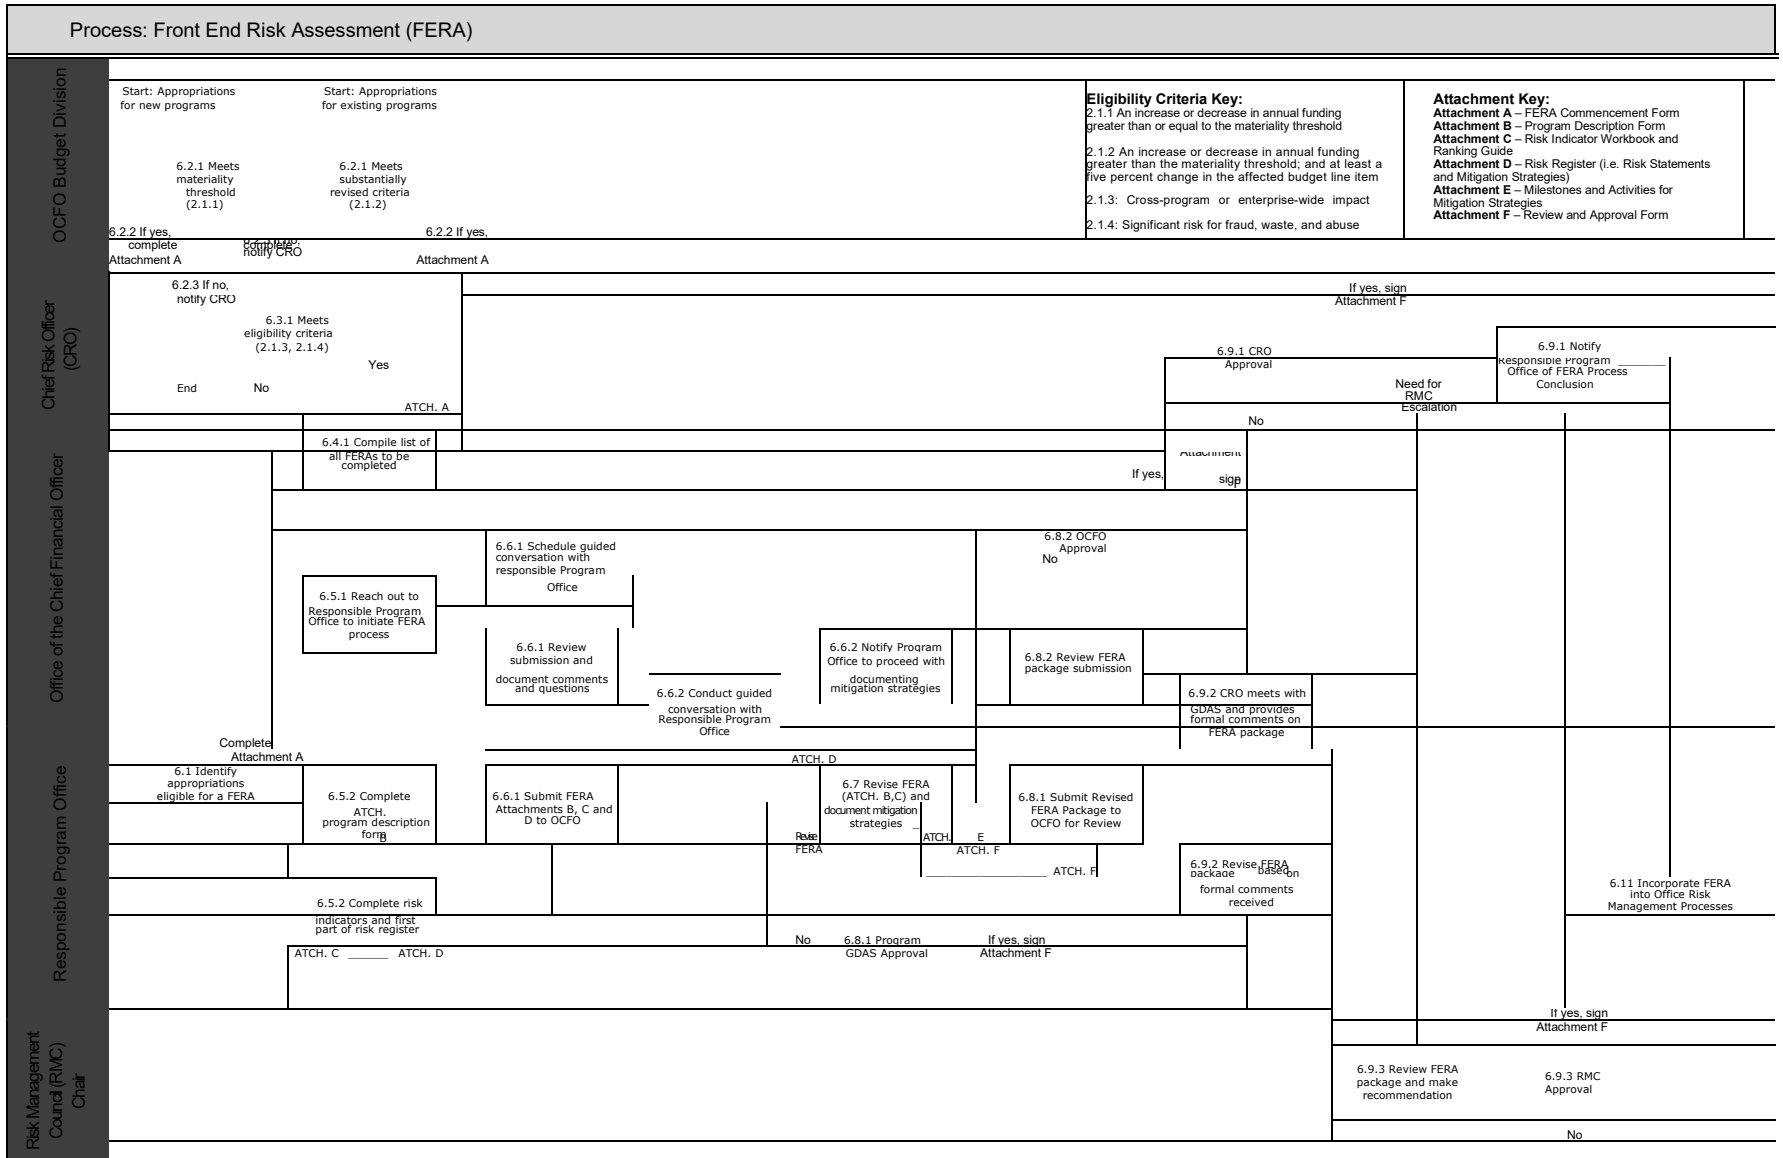 Process: Front End Risk Assessment (FERA)
OCFO Budget Division
Start: Appropriations
for new programs
Start: Appropriations
for existing programs
6.2.1 Meets
materiality
threshold
(2.1.1)
6.2.1 Meets
substantially
revised criteria
(2.1.2)
6.2.2 If yes,
complete
Attachment A
complete
notify CRO
6.2.2 If yes,
Attachment A
Eligibility Criteria Key:
2.1.1 An increase or decrease in annual funding
greater than or equal to the materiality threshold
2.1.2 An increase or decrease in annual funding
greater than the materiality threshold; and at least a
five percent change in the affected budget line item
2.1.3: Cross-program or enterprise-wide impact
2.1.4: Significant risk for fraud, waste, and abuse
Attachment Key:
Attachment A – FERA Commencement Form
Attachment B – Program Description Form
Attachment C – Risk Indicator Workbook and
Ranking Guide
Attachment D – Risk Register (i.e. Risk Statements
and Mitigation Strategies)
Attachment E – Milestones and Activities for
Mitigation Strategies
Attachment F – Review and Approval Form
Chief Risk Officer
(CRO)
6.2.3 If no,
notify CRO
6.3.1 Meets
eligibility criteria
(2.1.3, 2.1.4)
Yes
End
No
ATCH. A
If yes, sign
Attachment F
6.9.1 CRO
Approval
6.9.1 Notify
Responsible Program
Office of FERA Process
Conclusion
Need for
RMC
Escalation
No
Office of the Chief Financial Officer
6.4.1 Compile list of
all FERAs to be
completed
If yes,
sign
Attachment
F
6.6.1 Schedule guided
conversation with
responsible Program
Office
6.8.2 OCFO
Approval
No
6.5.1 Reach out to
Responsible Program
Office to initiate FERA
process
6.6.1 Review
submission and
document comments
and questions
6.6.2 Conduct guided
conversation with
Responsible Program
Office
6.6.2 Notify Program
Office to proceed with
documenting
mitigation strategies
6.8.2 Review FERA
package submission
6.9.2 CRO meets with
GDAS and provides
formal comments on
FERA package
Responsible Program Office
Complete
Attachment A
6.1 Identify
appropriations
eligible for a FERA
6.5.2 Complete
ATCH.
program description
form
B
6.6.1 Submit FERA
Attachments B, C and
D to OCFO
ATCH. D
6.7 Revise FERA
(ATCH. B,C) and
document mitigation
strategies _
FERA
ATCH. E
ATCH. F
ATCH. F
6.8.1 Submit Revised
FERA Package to
OCFO for Review
6.9.2 Revise FERA
package based on
formal comments
received
6.11 Incorporate FERA
into Office Risk
Management Processes
6.5.2 Complete risk
indicators and first
part of risk register
ATCH. C ______ ATCH. D
No
6.8.1 Program
GDAS Approval
If yes, sign
Attachment F
Risk Management
Council (RMC)
Chair
If yes, sign
Attachment F
6.9.3 Review FERA
package and make
recommendation
6.9.3 RMC
Approval
No